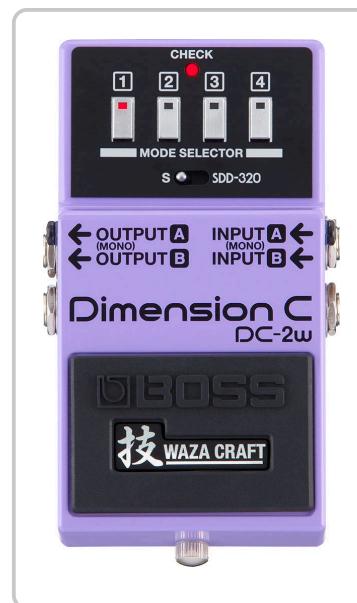 CHECK
1 2 3 4
MODE SELECTOR
S SDD-320
OUTPUT A INPUT A
(MONO) (MONO)
OUTPUT B INPUT B
Dimension C
DC-2w
BOSS
技 WAZA CRAFT